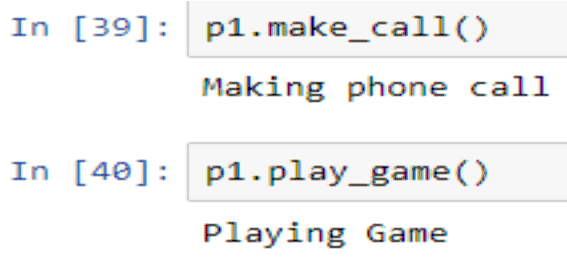 In [39]: p1.make_call()
Making phone call
In [40]: p1.play_game()
Playing Game